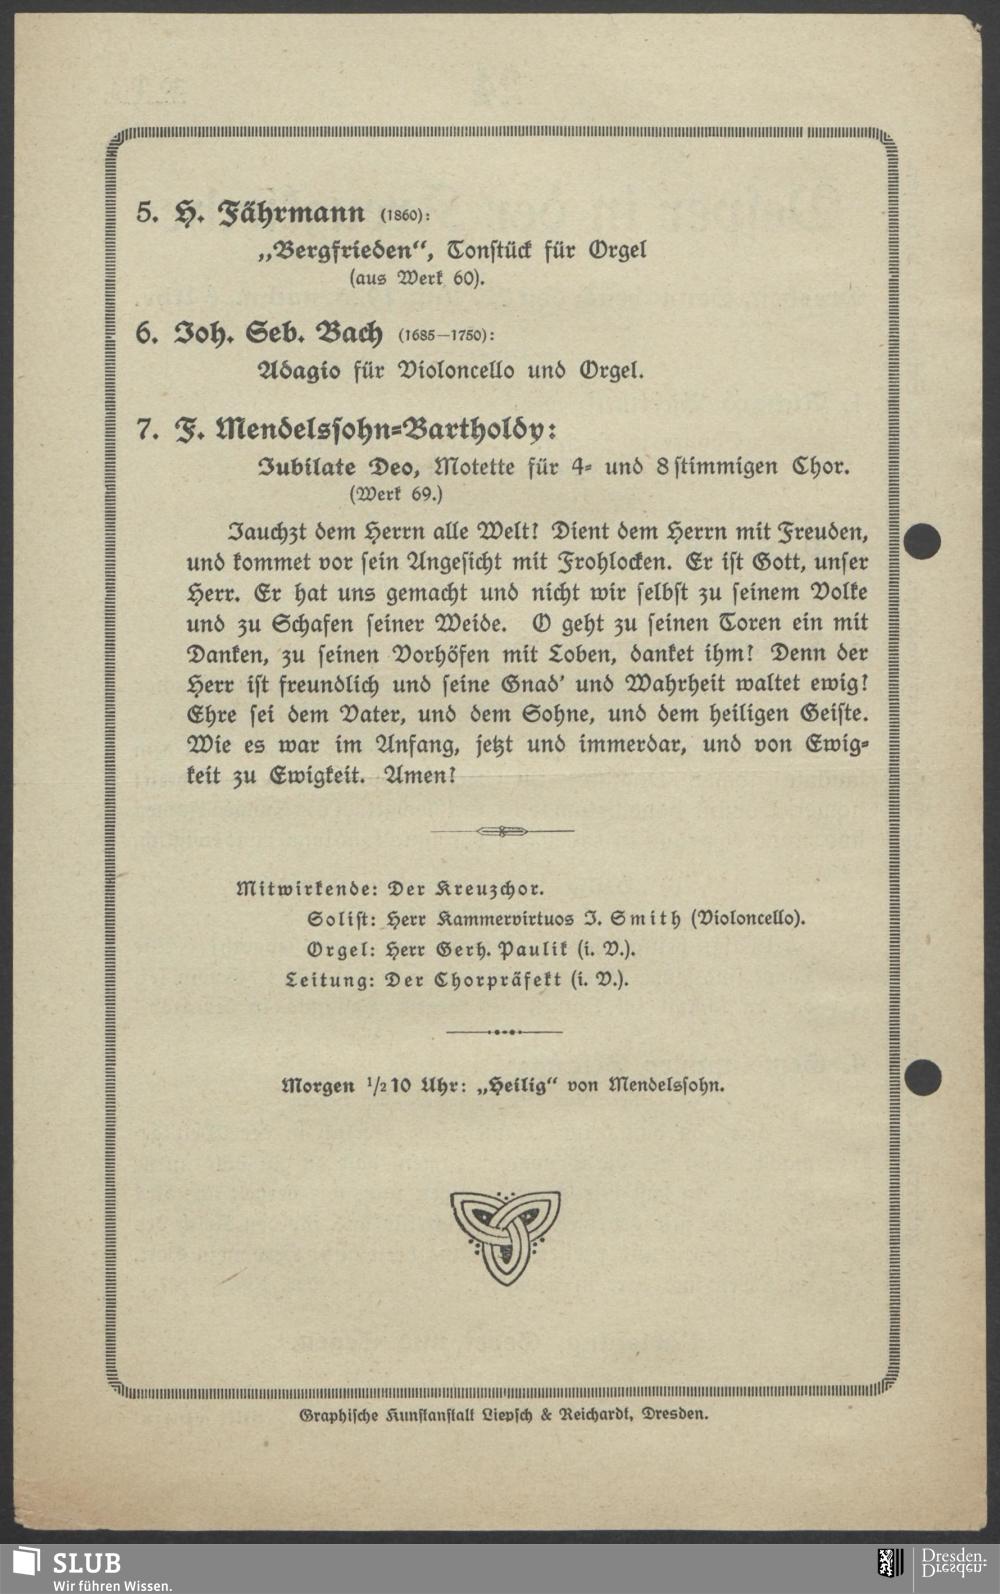 5. H. Fährmann (1860):
„Bergfrieden“, Tonstück für Orgel
(aus Werk 60).
6. Joh. Seb. Bach (1685—1750):
Adagio für Violoncello und Orgel.
7. F. Mendelssohn=Bartholdy:
Jubilate Deo, Motette für 4= und 8stimmigen Chor.
(Werk 69.)
Jauchzt dem Herrn alle Welt! Dient dem Herrn mit Freuden,
und kommet vor sein Angesicht mit Frohlocken. Er ist Gott, unser
Herr. Er hat uns gemacht und nicht wir selbst zu seinem Volke
und zu Schafen seiner Weide. O geht zu seinen Toren ein mit
Danken, zu seinen Vorhöfen mit Loben, danket ihm! Denn der
Herr ist freundlich und seine Gnad' und Wahrheit waltet ewig!
Ehre sei dem Vater, und dem Sohne, und dem heiligen Geiste.
Wie es war im Anfang, jetzt und immerdar, und von Ewig=
keit zu Ewigkeit. Amen!
Mitwirkende: Der Kreuzchor.
Solist: Herr Kammervirtuos J. Smith (Violoncello).
Orgel: Herr Gerh. Paulik (i. V.).
Leitung: Der Chorpräfekt (i. V.).
Morgen 1/2 10 Uhr: „Heilig“ von Mendelssohn.
Graphische Kunstanstalt Liepsch & Reichardt, Dresden.
SLUB
Wir führen Wissen.
Dresden.
Dresden.